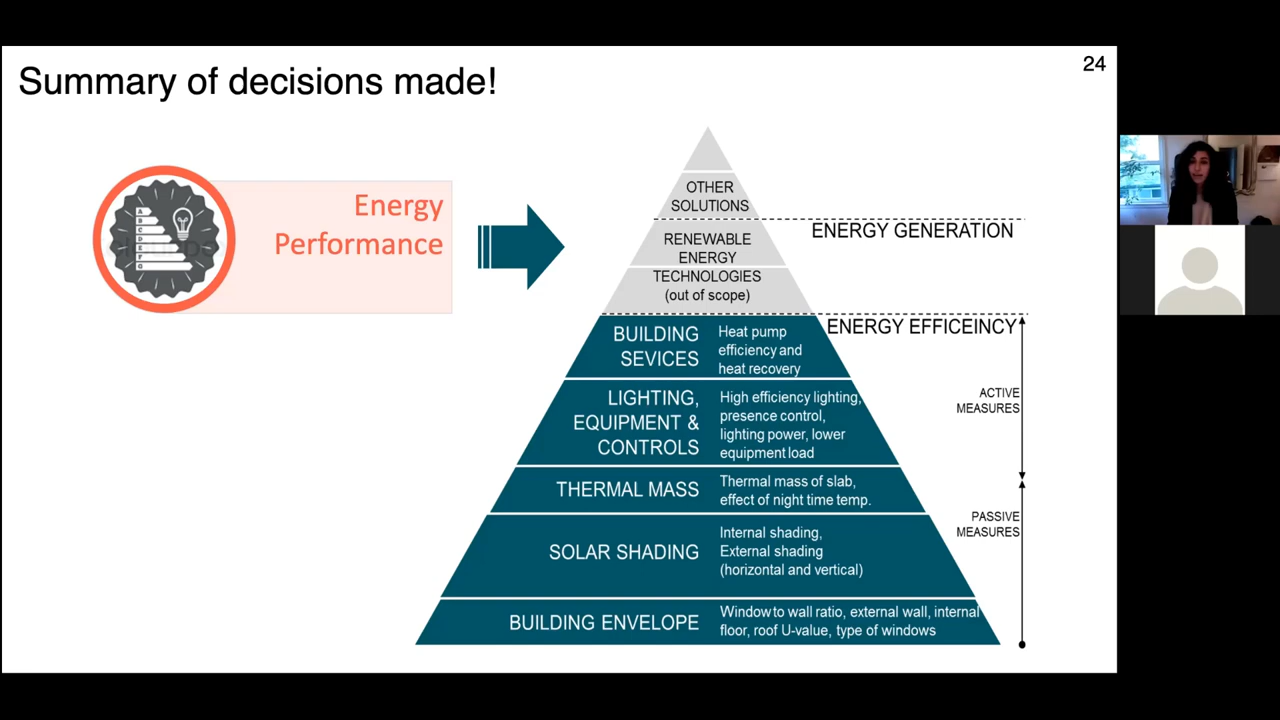 Summary of decisions made!
24
A
B
C
D
E
F
G
Energy
Performance
OTHER
SOLUTIONS
ENERGY GENERATION
RENEWABLE
ENERGY
TECHNOLOGIES
(out of scope)
ENERGY EFFICEINCY
BUILDING
SEVICES
Heat pump
efficiency and
heat recovery
LIGHTING,
EQUIPMENT &
CONTROLS
High efficiency lighting,
presence control,
lighting power, lower
equipment load
ACTIVE
MEASURES
THERMAL MASS
Thermal mass of slab,
effect of night time temp.
PASSIVE
MEASURES
SOLAR SHADING
Internal shading,
External shading
(horizontal and vertical)
BUILDING ENVELOPE
Window to wall ratio, external wall, internal
floor, roof U-value, type of windows